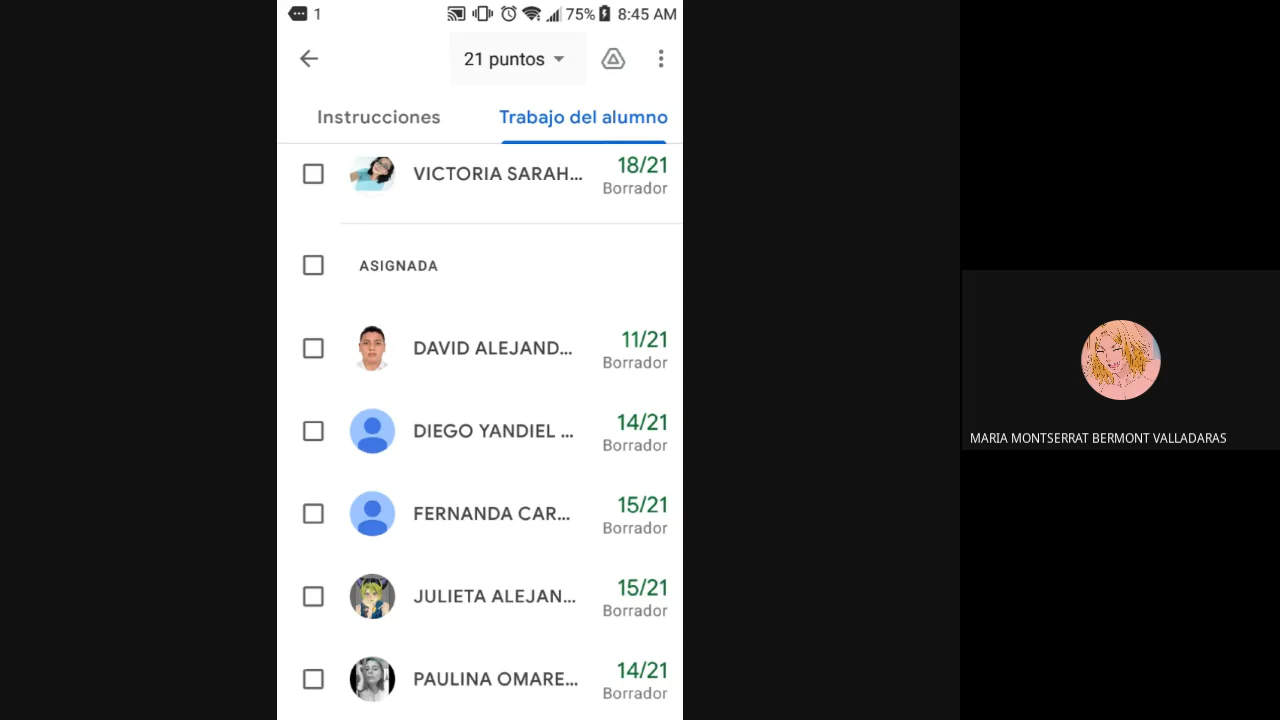 1
75%
8:45 AM
21 puntos
Instrucciones
Trabajo del alumno
VICTORIA SARAH...
18/21
Borrador
ASIGNADA
DAVID ALEJAND...
11/21
Borrador
DIEGO YANDIEL ...
14/21
Borrador
FERNANDA CAR...
15/21
Borrador
JULIETA ALEJAN...
15/21
Borrador
PAULINA OMARE...
14/21
Borrador
MARIA MONTSERRAT BERMONT VALLADARAS